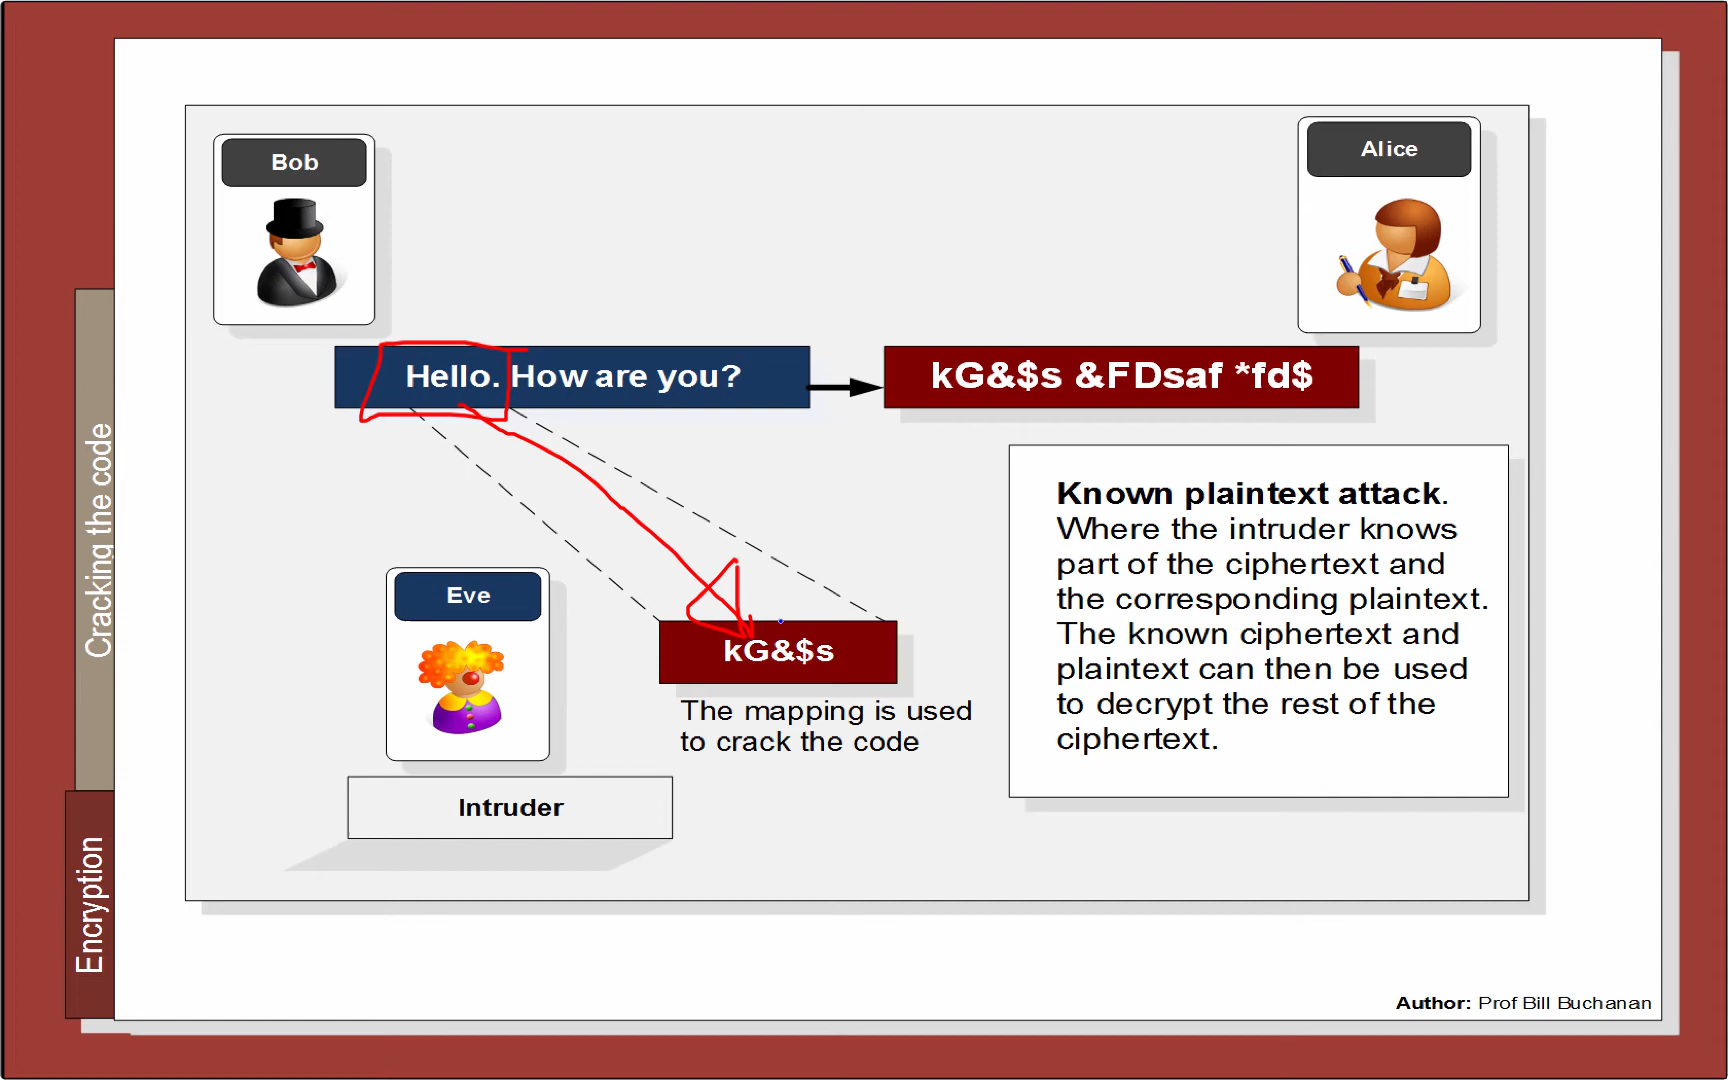 Bob
Alice
Hello. How are you?
kG&$s &FDsaf *fd$
Known plaintext attack.
Where the intruder knows
part of the ciphertext and
the corresponding plaintext.
The known ciphertext and
plaintext can then be used
to decrypt the rest of the
ciphertext.
Eve
kG&$s
The mapping is used
to crack the code
Intruder
Cracking the code
Encryption
Author: Prof Bill Buchanan